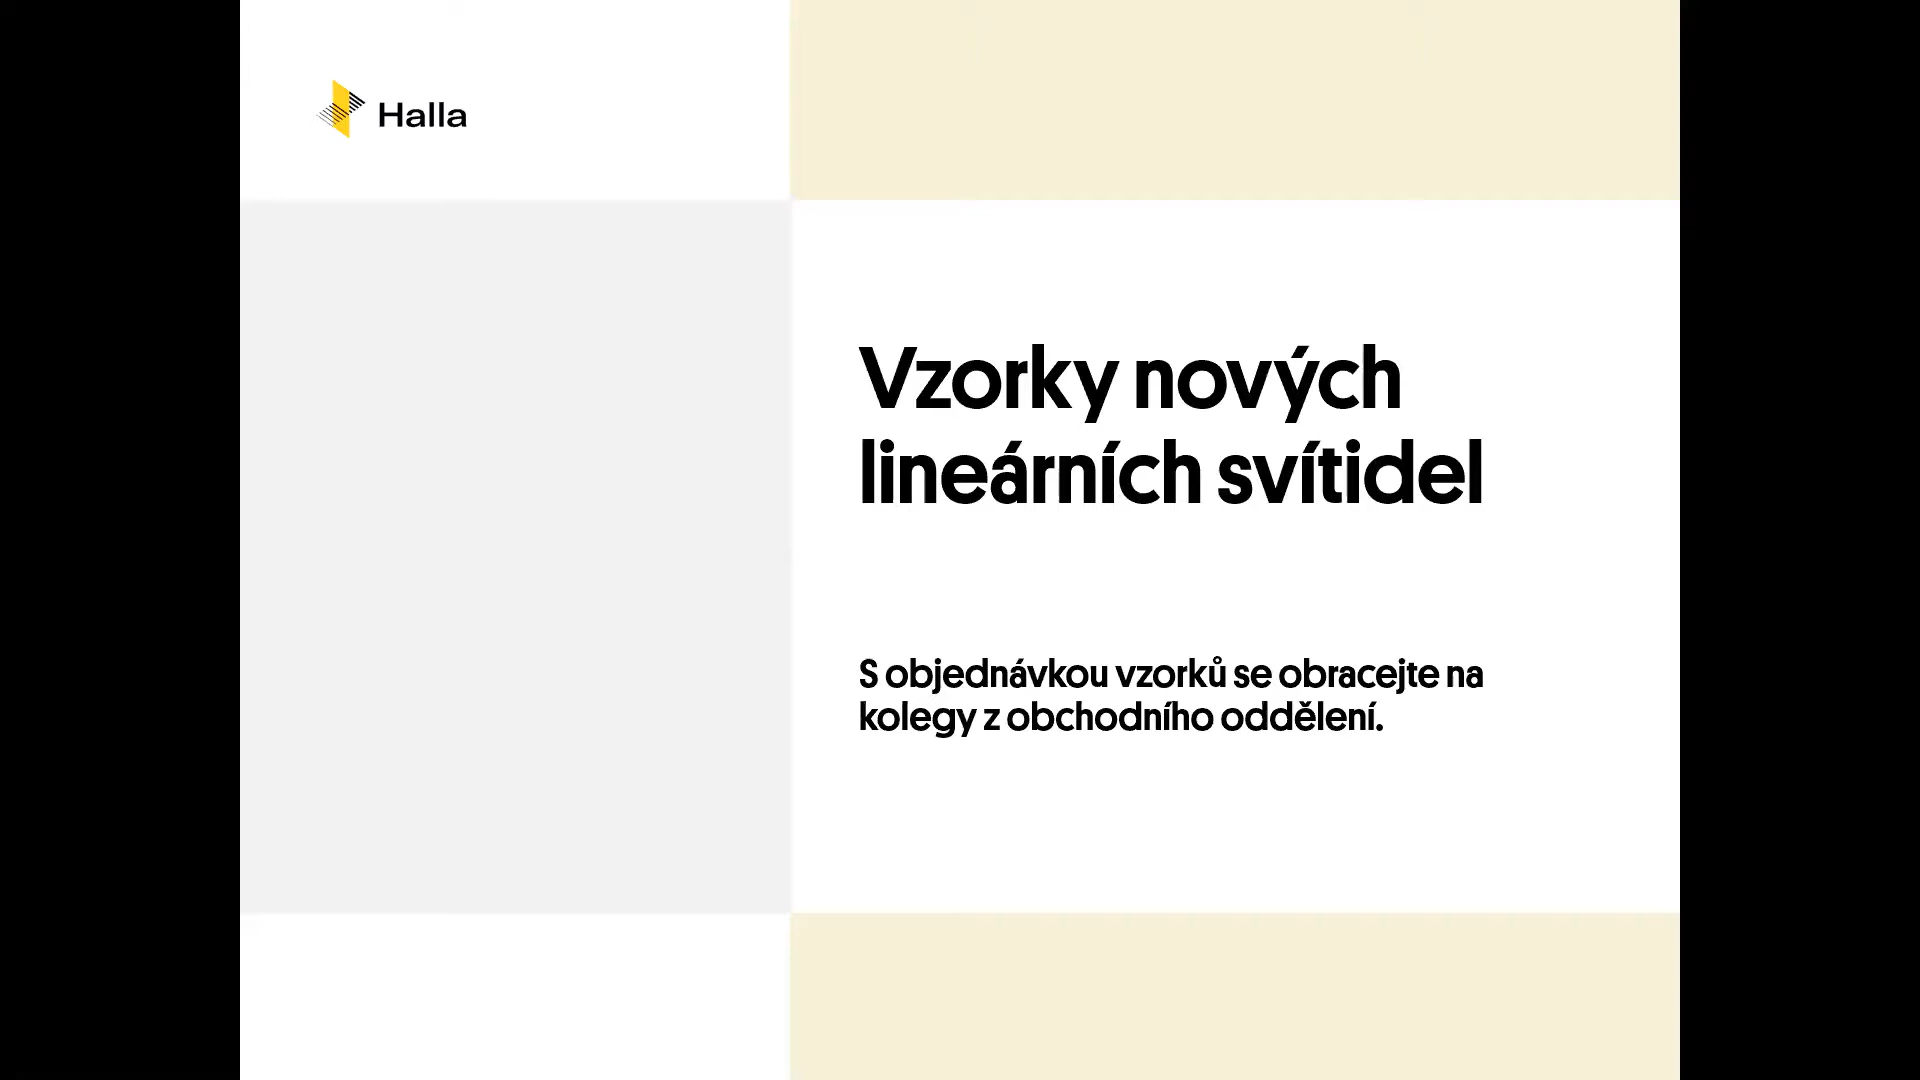 Halla
Vzorky nových
lineárních svítidel
S objednávkou vzorků se obracejte na
kolegy z obchodního oddělení.